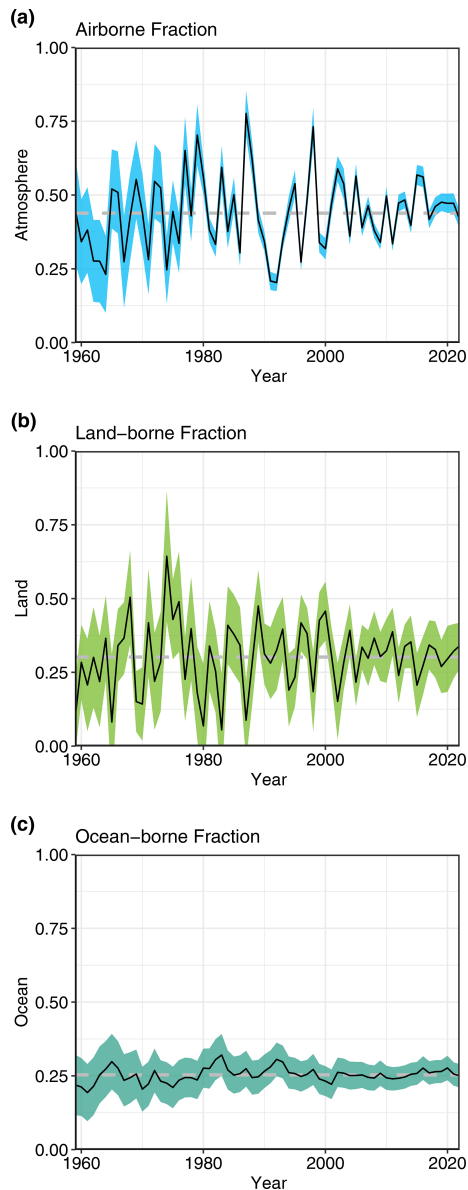 (a)
Airborne Fraction
1.00
0.75
0.50
0.25
0.00
Atmosphere
1960 1980 2000 2020
Year
(b)
Land−borne Fraction
1.00
0.75
0.50
0.25
0.00
Land
1960 1980 2000 2020
Year
(c)
Ocean−borne Fraction
1.00
0.75
0.50
0.25
0.00
Ocean
1960 1980 2000 2020
Year